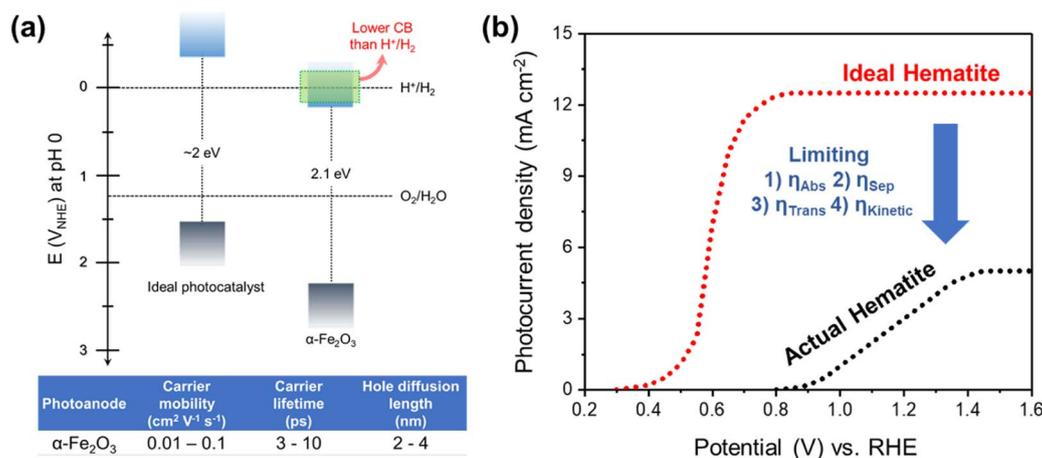 (a)
E (V_NHE) at pH 0
0
1
2
3
Lower CB
than H⁺/H₂
H⁺/H₂
~2 eV
2.1 eV
O₂/H₂O
Ideal photocatalyst
α-Fe₂O₃
Photoanode
Carrier
mobility
(cm² V⁻¹ s⁻¹)
Carrier
lifetime
(ps)
Hole diffusion
length
(nm)
α-Fe₂O₃ 0.01 – 0.1 3 - 10 2 - 4
(b)
Photocurrent density (mA cm⁻²)
15
12
9
6
3
0
Ideal Hematite
Limiting
1) η_Abs 2) η_Sep
3) η_Trans 4) η_Kinetic
Actual Hematite
0.2 0.4 0.6 0.8 1.0 1.2 1.4 1.6
Potential (V) vs. RHE